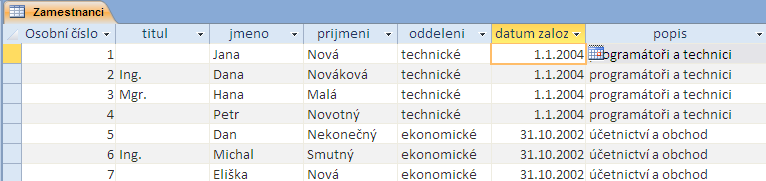 Zamestnanci
Osobní číslo titul jmeno prijmeni oddeleni datum zaloz popis
1 Jana Nová technické 1.1.2004 programátoři a technici
2 Ing. Dana Nováková technické 1.1.2004 programátoři a technici
3 Mgr. Hana Malá technické 1.1.2004 programátoři a technici
4 Petr Novotný technické 1.1.2004 programátoři a technici
5 Dan Nekonečný ekonomické 31.10.2002 účetnictví a obchod
6 Ing. Michal Smutný ekonomické 31.10.2002 účetnictví a obchod
7 Eliška Nová ekonomické 31.10.2002 účetnictví a obchod